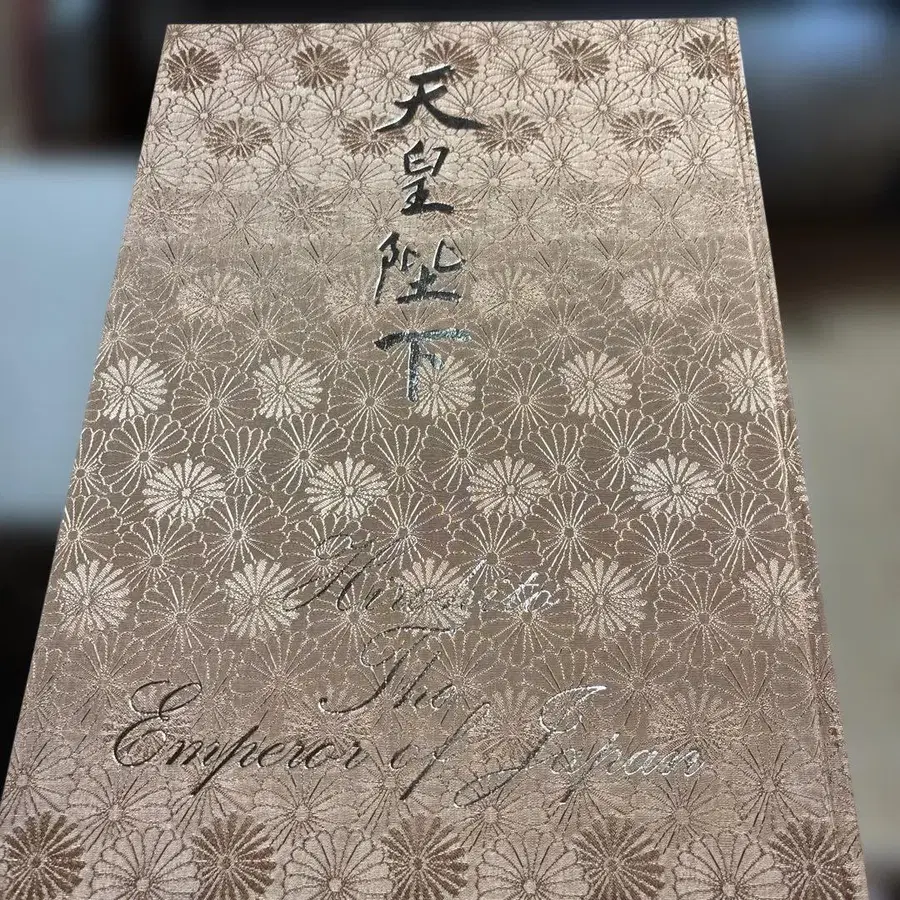 天皇陛下
Hirohito
The
Emperor of Japan